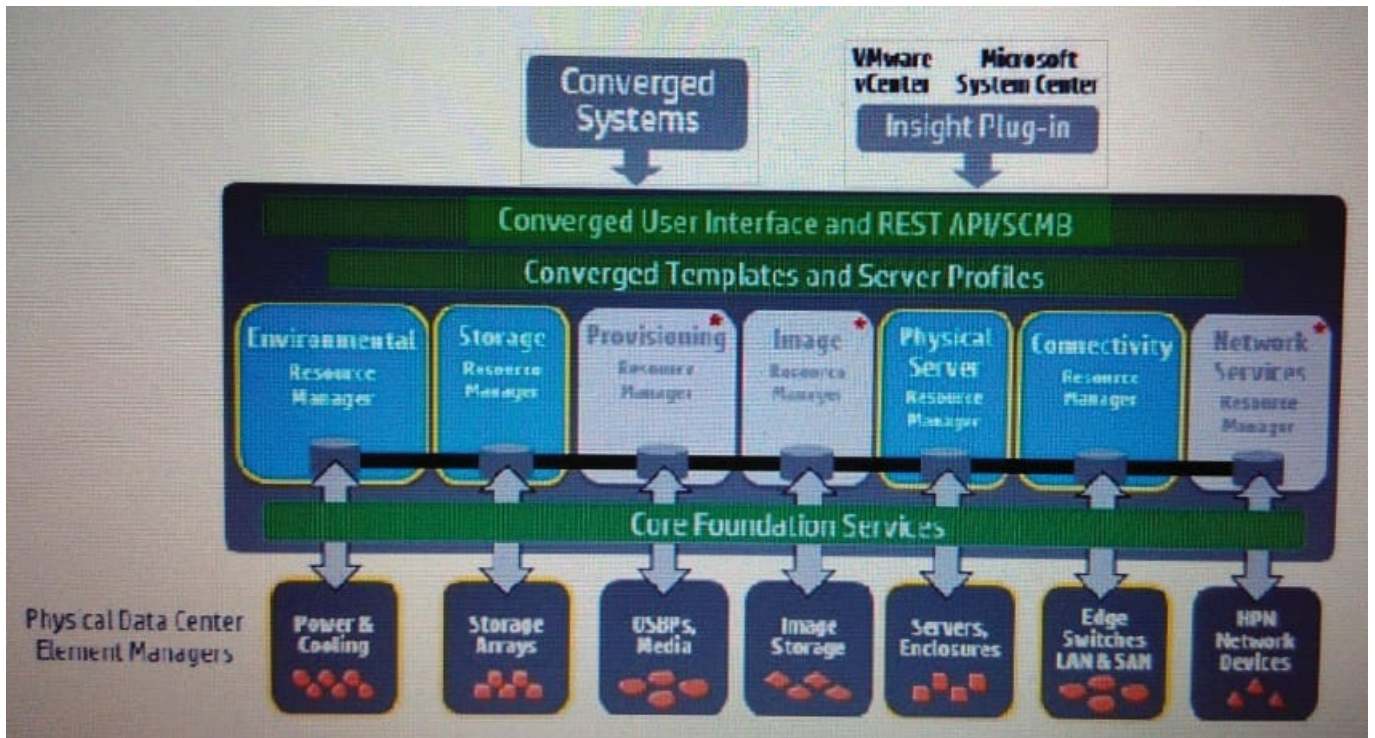 Converged
Systems
VMware
vCenter
Microsoft
System Center
Insight Plug-in
Converged User Interface and REST API/SCMB
Converged Templates and Server Profiles
Environmental
Resource
Manager
Storage
Resource
Manager
Provisioning
Resource
Manager
Image
Resource
Manager
Physical
Server
Resource
Manager
Connectivity
Resource
Manager
Network
Services
Resource
Manager
Core Foundation Services
Physical Data Center
Element Managers
Power &
Cooling
Storage
Arrays
OSBPs,
Media
Image
Storage
Servers,
Enclosures
Edge
Switches
LAN & SAN
HPN
Network
Devices